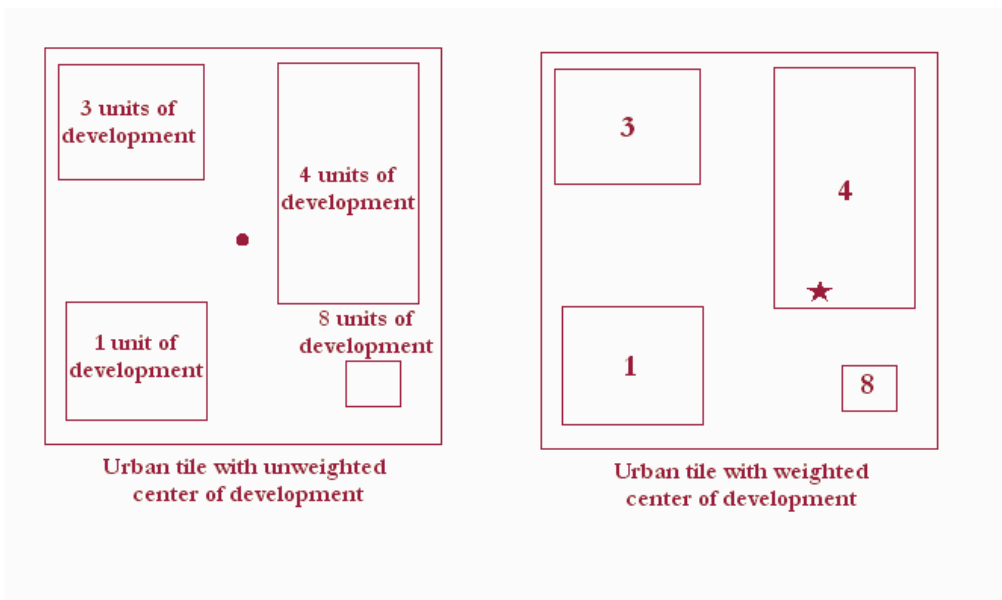 3 units of
development
4 units of
development
1 unit of
development
8 units of
development
Urban tile with unweighted
center of development
3
4
1
8
Urban tile with weighted
center of development